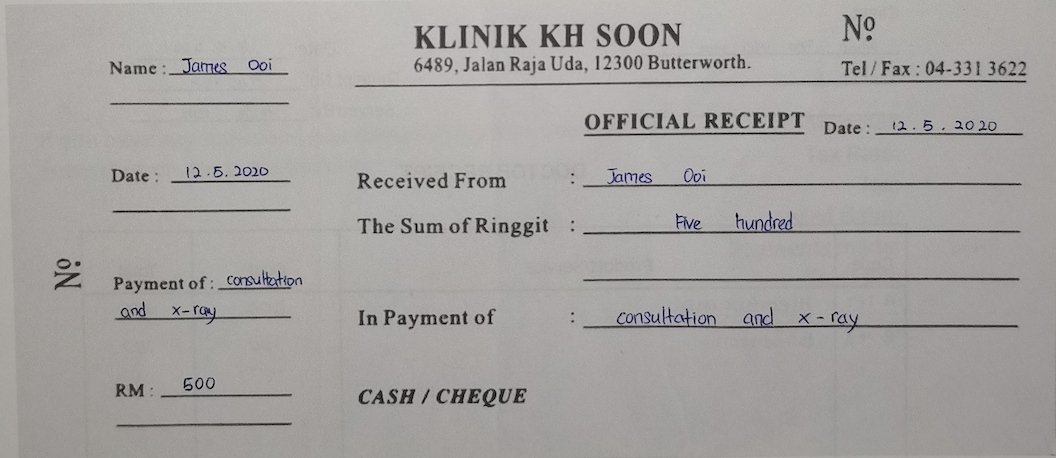 Name : James Ooi
Date : 12.5.2020
Nº
Payment of : consultation
and x-ray
RM : 500
KLINIK KH SOON
6489, Jalan Raja Uda, 12300 Butterworth.
Nº
Tel / Fax : 04-331 3622
OFFICIAL RECEIPT
Date : 12.5.2020
Received From : James Ooi
The Sum of Ringgit : Five hundred
In Payment of : consultation and x-ray
CASH / CHEQUE